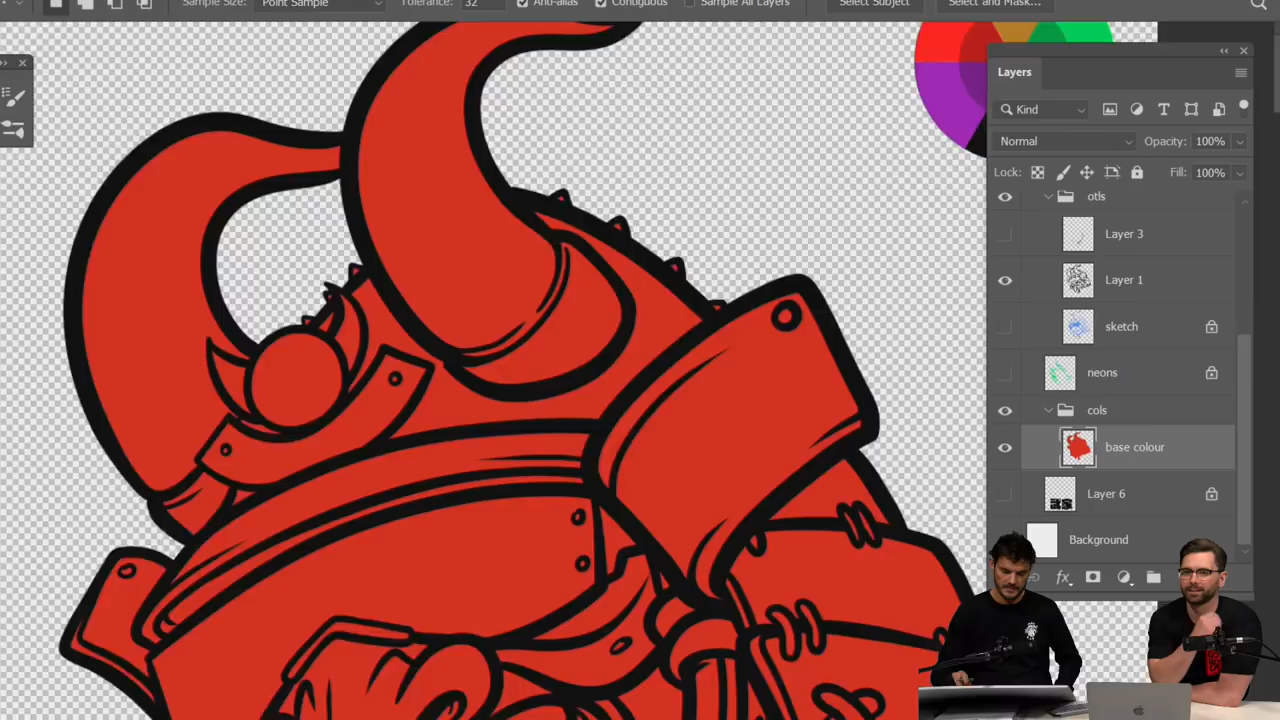 Sample Size: Point Sample Tolerance: 32 Anti-alias Contiguous Sample All Layers Select Subject Select and Mask...
Layers
Kind
Normal Opacity: 100%
Lock: Fill: 100%
otls
Layer 3
Layer 1
sketch
neons
cols
base colour
Layer 6
Background
fx